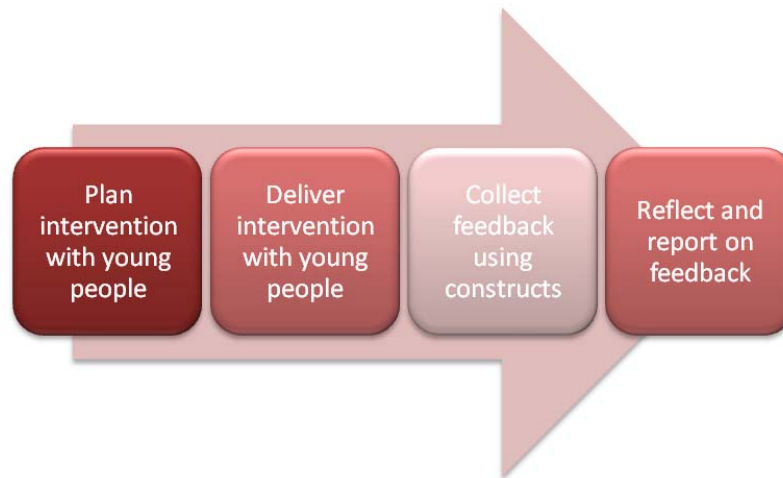 Plan
intervention
with young
people
Deliver
intervention
with young
people
Collect
feedback
using
constructs
Reflect and
report on
feedback